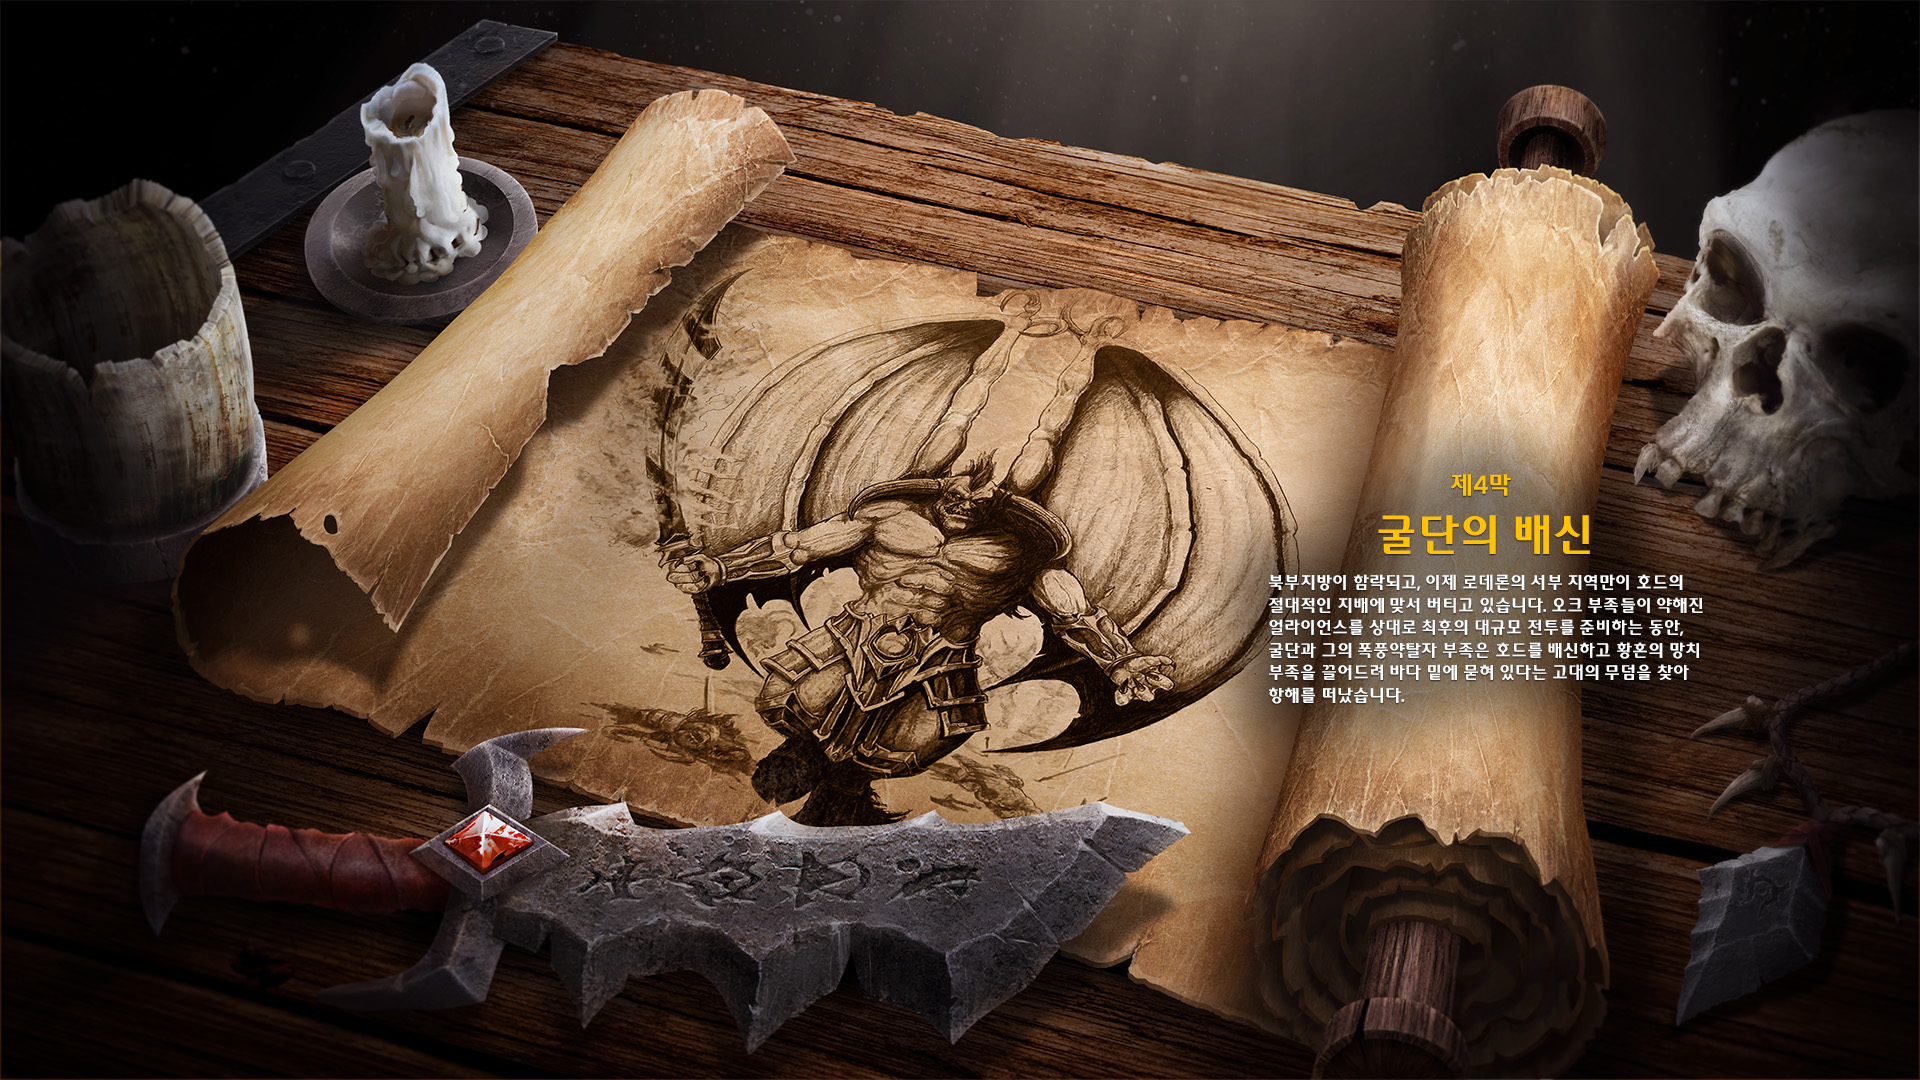 제4막
굴단의 배신
북부지방이 함락되고, 이제 로데론의 서부 지역만이 호드의
절대적인 지배에 맞서 버티고 있습니다. 오크 부족들이 약해진
얼라이언스를 상대로 최후의 대규모 전투를 준비하는 동안,
굴단과 그의 폭풍약탈자 부족은 호드를 배신하고 황혼의 망치
부족을 끌어드려 바다 밑에 묻혀 있다는 고대의 무덤을 찾아
항해를 떠났습니다.